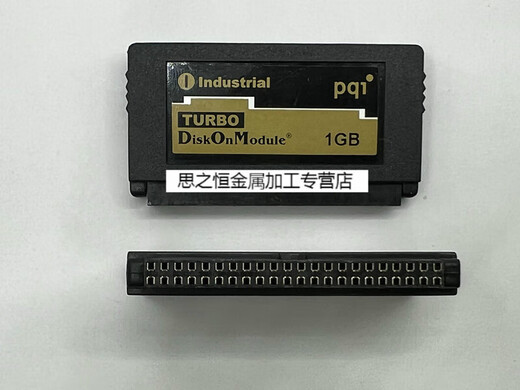 Industrial
pqi
TURBO
DiskOnModule®
1GB
思之恒金属加工专营店